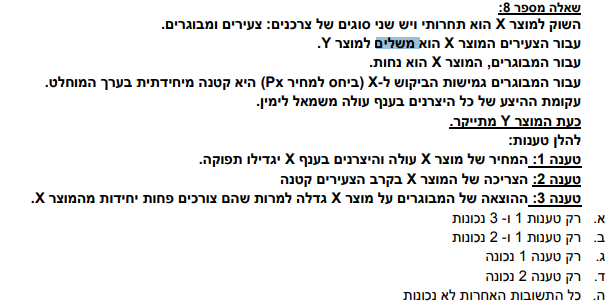 שאלה מספר 8:
השוק למוצר X הוא תחרותי ויש שני סוגים של צרכנים: צעירים ומבוגרים.
עבור הצעירים המוצר X הוא משלים למוצר Y.
עבור המבוגרים, המוצר X הוא נחות.
עבור המבוגרים גמישות הביקוש ל-X (ביחס למחיר Px) היא קטנה מיחידתית בערך המוחלט.
עקומת ההיצע של כל היצרנים בענף עולה משמאל לימין.
כעת המוצר Y מתייקר.
להלן טענות:
טענה 1: המחיר של מוצר X עולה והיצרנים בענף X יגדילו תפוקה.
טענה 2: הצריכה של המוצר X בקרב הצעירים קטנה
טענה 3: ההוצאה של המבוגרים על מוצר X גדלה למרות שהם צורכים פחות יחידות מהמוצר X.
א. רק טענות 1 ו- 3 נכונות
ב. רק טענות 1 ו- 2 נכונות
ג. רק טענה 1 נכונה
ד. רק טענה 2 נכונה
ה. כל התשובות האחרות לא נכונות